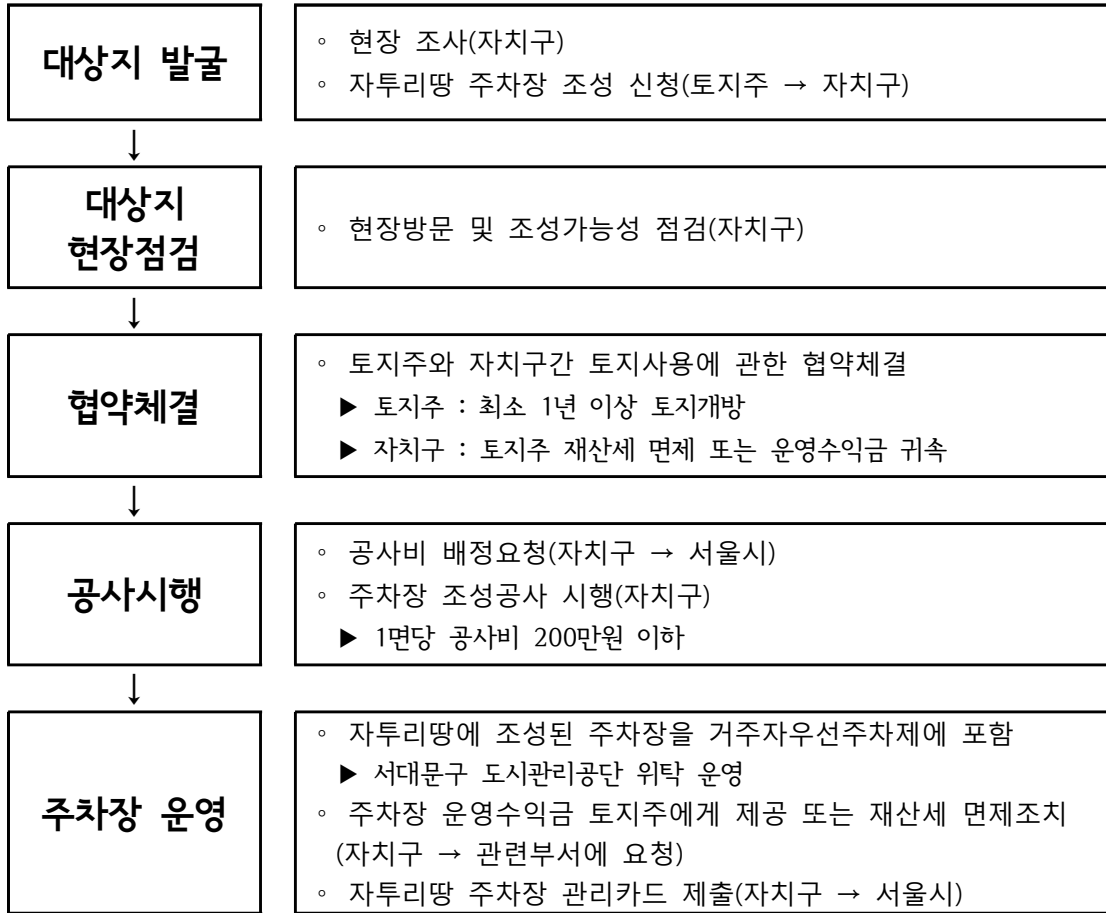 대상지 발굴
◦ 현장 조사(자치구)
◦ 자투리땅 주차장 조성 신청(토지주 → 자치구)
↓
대상지
현장점검
◦ 현장방문 및 조성가능성 점검(자치구)
↓
협약체결
◦ 토지주와 자치구간 토지사용에 관한 협약체결
▶ 토지주 : 최소 1년 이상 토지개방
▶ 자치구 : 토지주 재산세 면제 또는 운영수익금 귀속
↓
공사시행
◦ 공사비 배정요청(자치구 → 서울시)
◦ 주차장 조성공사 시행(자치구)
▶ 1면당 공사비 200만원 이하
↓
주차장 운영
◦ 자투리땅에 조성된 주차장을 거주자우선주차제에 포함
▶ 서대문구 도시관리공단 위탁 운영
◦ 주차장 운영수익금 토지주에게 제공 또는 재산세 면제조치
(자치구 → 관련부서에 요청)
◦ 자투리땅 주차장 관리카드 제출(자치구 → 서울시)